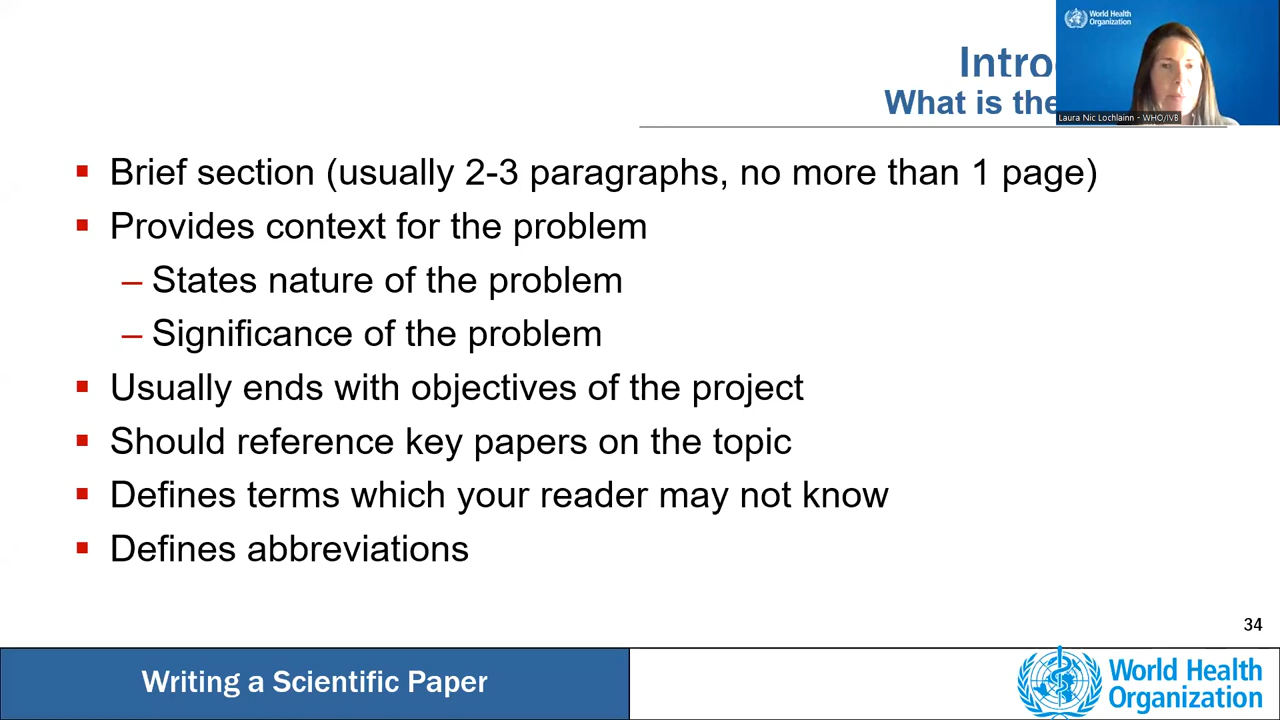 World Health
Organization
Intro
What is the
Laura Nic Lochlainn - WHO/IVB
Brief section (usually 2-3 paragraphs, no more than 1 page)
Provides context for the problem
– States nature of the problem
– Significance of the problem
Usually ends with objectives of the project
Should reference key papers on the topic
Defines terms which your reader may not know
Defines abbreviations
34
Writing a Scientific Paper
World Health
Organization